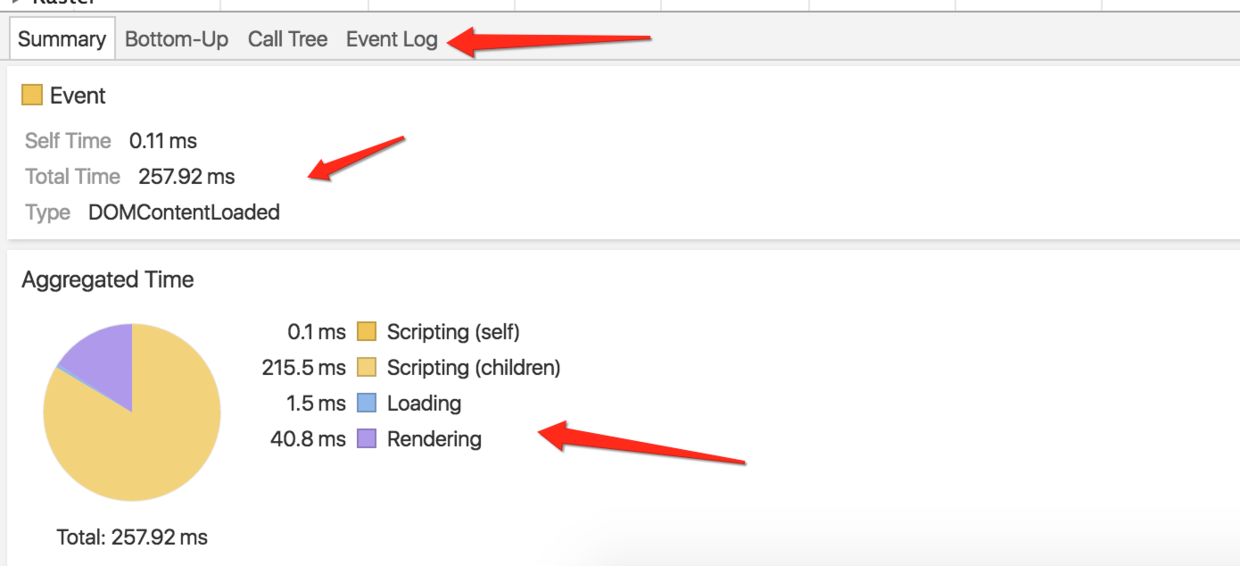 Raster
Summary Bottom-Up Call Tree Event Log
Event
Self Time 0.11 ms
Total Time 257.92 ms
Type DOMContentLoaded
Aggregated Time
0.1 ms Scripting (self)
215.5 ms Scripting (children)
1.5 ms Loading
40.8 ms Rendering
Total: 257.92 ms